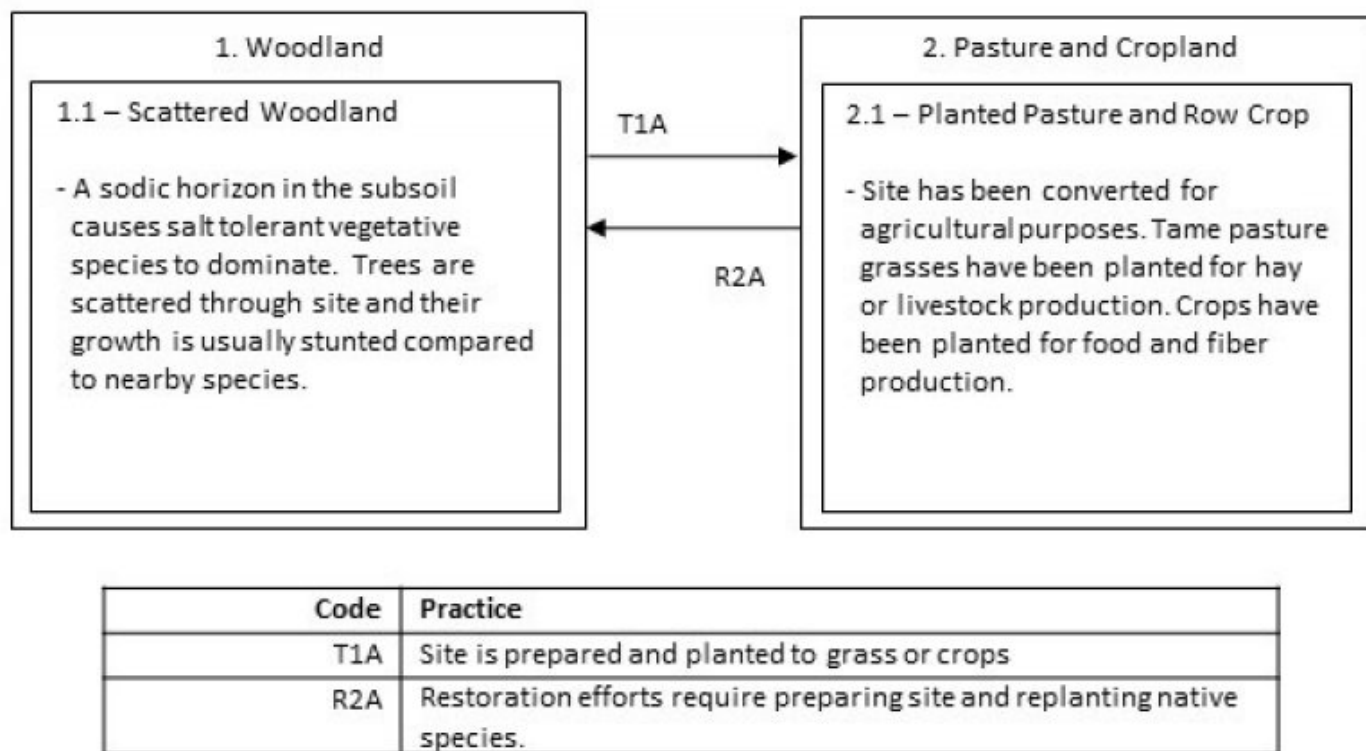 1. Woodland
1.1 – Scattered Woodland
- A sodic horizon in the subsoil
causes salt tolerant vegetative
species to dominate. Trees are
scattered through site and their
growth is usually stunted compared
to nearby species.
T1A
R2A
2. Pasture and Cropland
2.1 – Planted Pasture and Row Crop
- Site has been converted for
agricultural purposes. Tame pasture
grasses have been planted for hay
or livestock production. Crops have
been planted for food and fiber
production.
Code Practice
T1A Site is prepared and planted to grass or crops
R2A Restoration efforts require preparing site and replanting native
species.